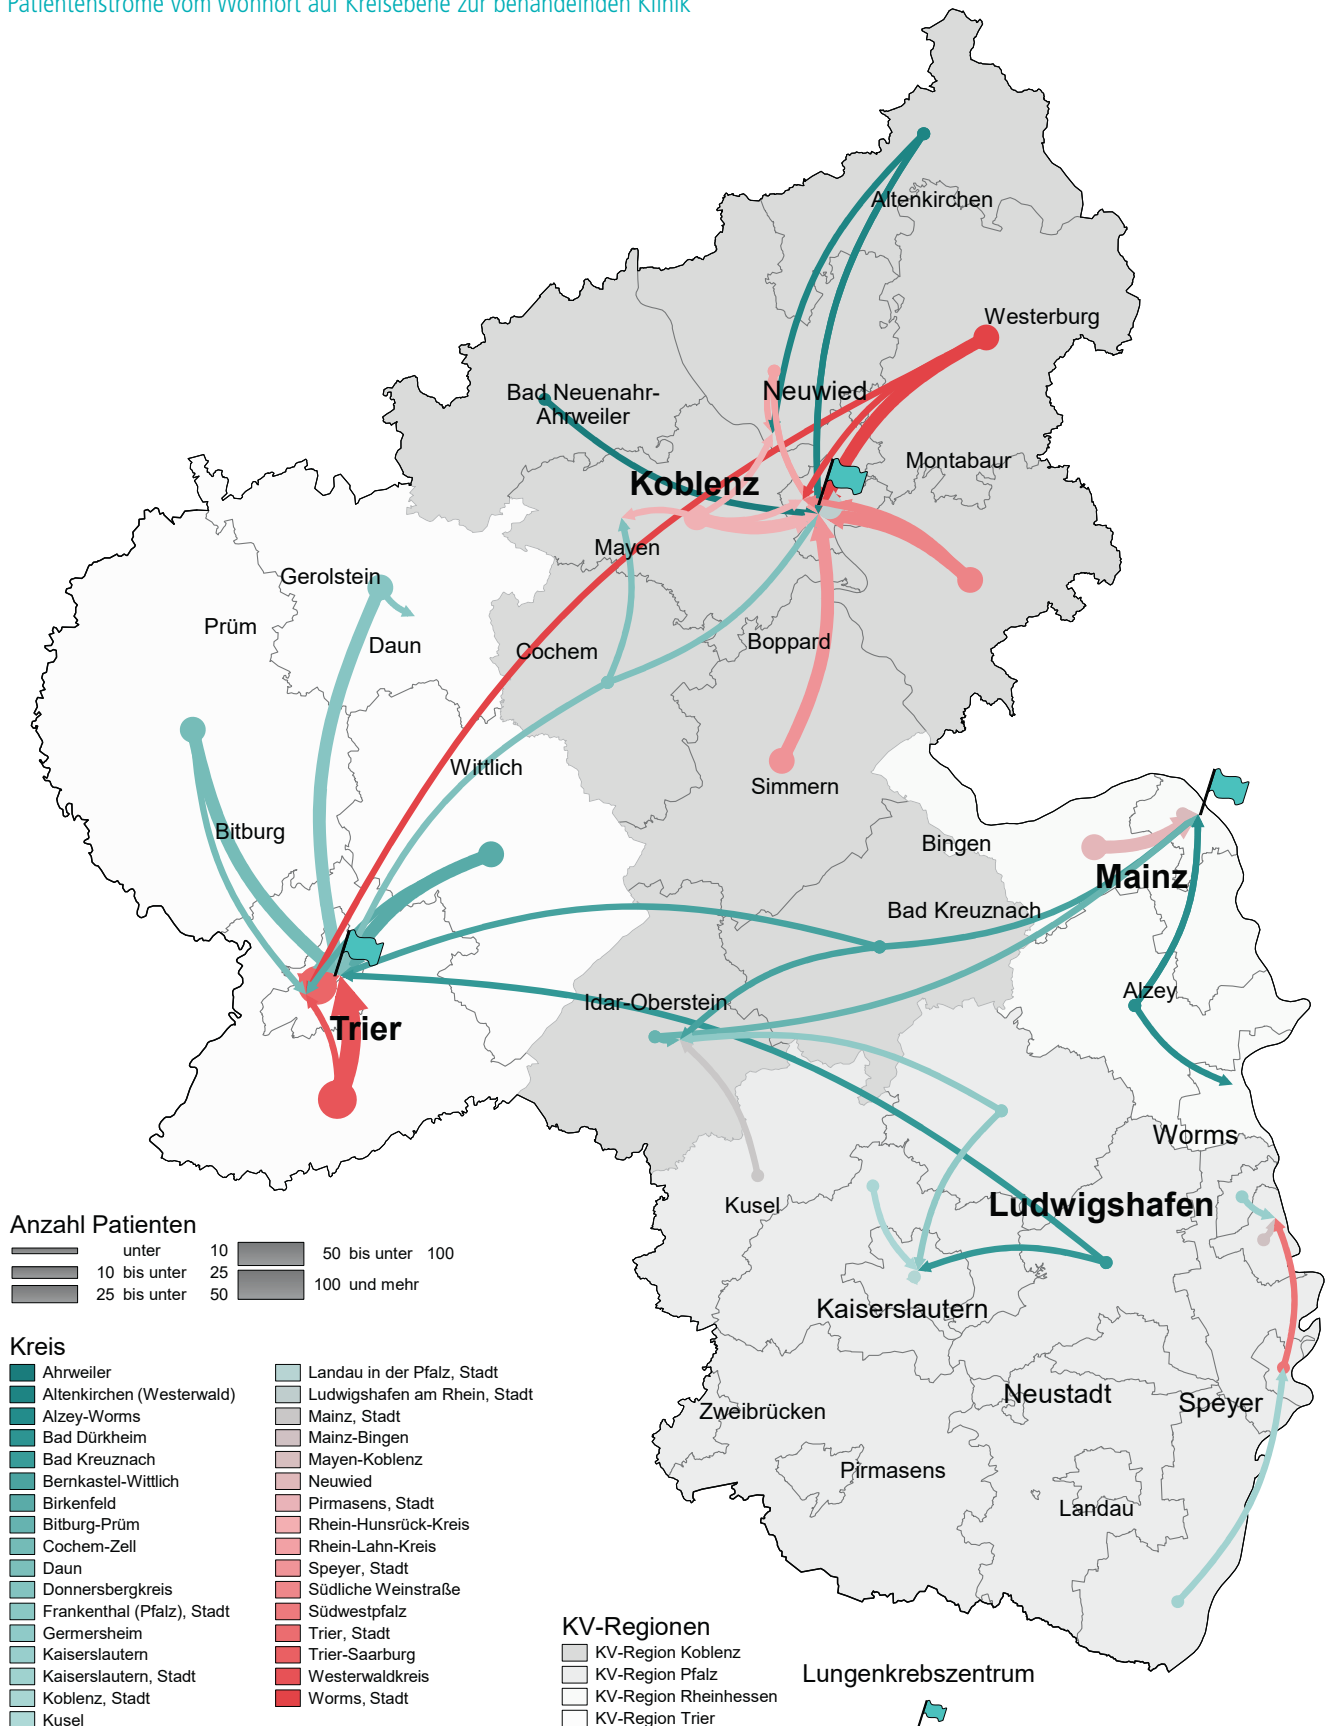 Patientenströme vom Wohnort auf Kreisebene zur behandelnden Klinik
Altenkirchen
Westerburg
Bad Neuenahr-
Ahrweiler
Neuwied
Montabaur
Koblenz
Mayen
Gerolstein
Prüm
Daun
Cochem
Boppard
Wittlich
Simmern
Bitburg
Bingen
Mainz
Bad Kreuznach
Alzey
Idar-Oberstein
Trier
Worms
Kusel
Ludwigshafen
Kaiserslautern
Neustadt
Speyer
Zweibrücken
Pirmasens
Landau
Anzahl Patienten
unter 10
10 bis unter 25
25 bis unter 50
50 bis unter 100
100 und mehr
Kreis
Ahrweiler
Altenkirchen (Westerwald)
Alzey-Worms
Bad Dürkheim
Bad Kreuznach
Bernkastel-Wittlich
Birkenfeld
Bitburg-Prüm
Cochem-Zell
Daun
Donnersbergkreis
Frankenthal (Pfalz), Stadt
Germersheim
Kaiserslautern
Kaiserslautern, Stadt
Koblenz, Stadt
Kusel
Landau in der Pfalz, Stadt
Ludwigshafen am Rhein, Stadt
Mainz, Stadt
Mainz-Bingen
Mayen-Koblenz
Neuwied
Pirmasens, Stadt
Rhein-Hunsrück-Kreis
Rhein-Lahn-Kreis
Speyer, Stadt
Südliche Weinstraße
Südwestpfalz
Trier, Stadt
Trier-Saarburg
Westerwaldkreis
Worms, Stadt
KV-Regionen
KV-Region Koblenz
KV-Region Pfalz
KV-Region Rheinhessen
KV-Region Trier
Lungenkrebszentrum